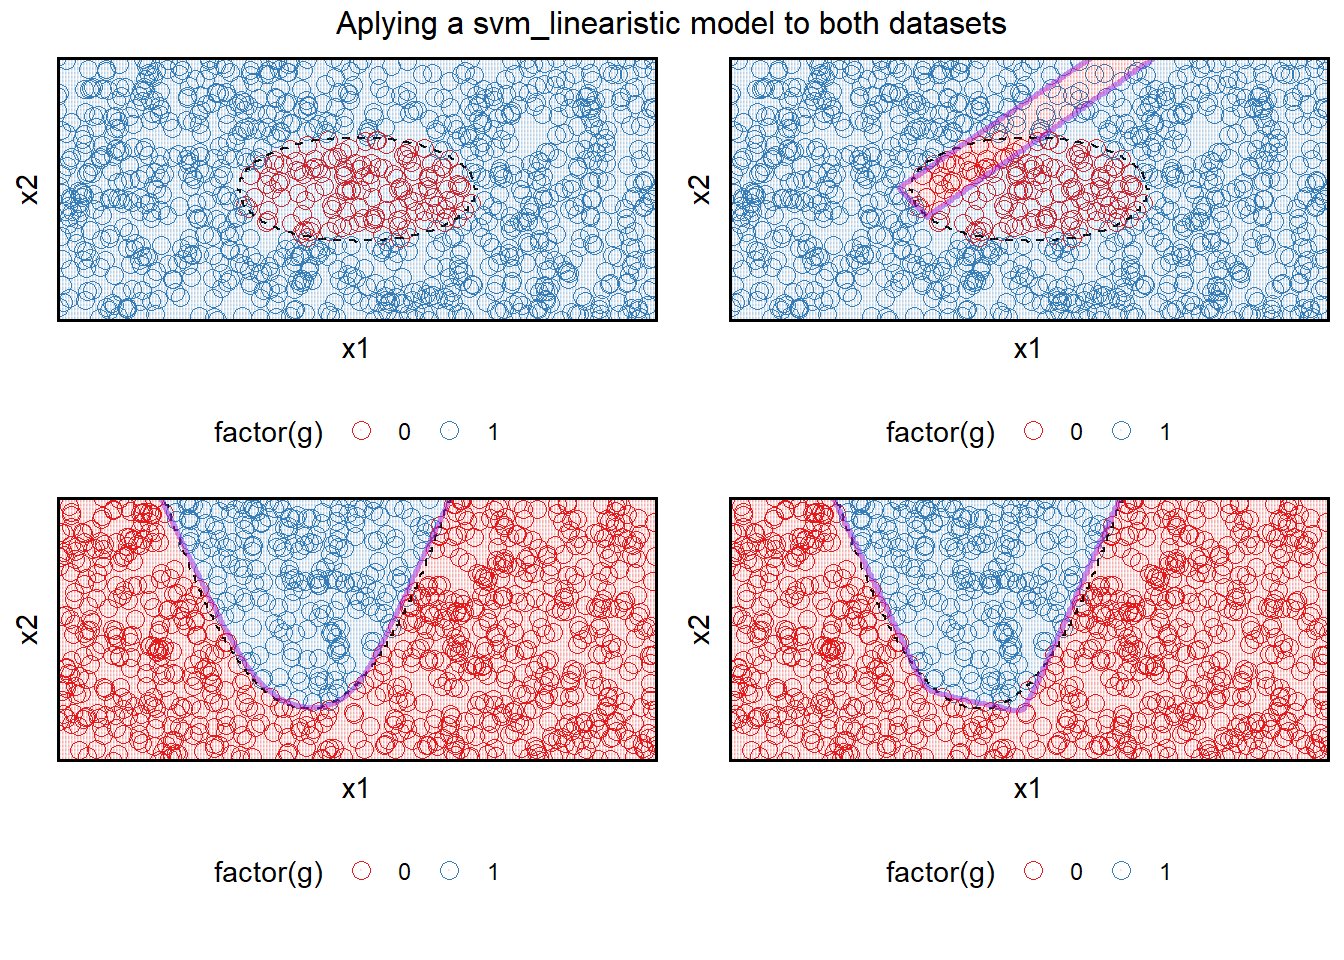 Aplying a svm_linearistic model to both datasets
x2
x1
factor(g) 0 1
x2
x1
factor(g) 0 1
x2
x1
factor(g) 0 1
x2
x1
factor(g) 0 1